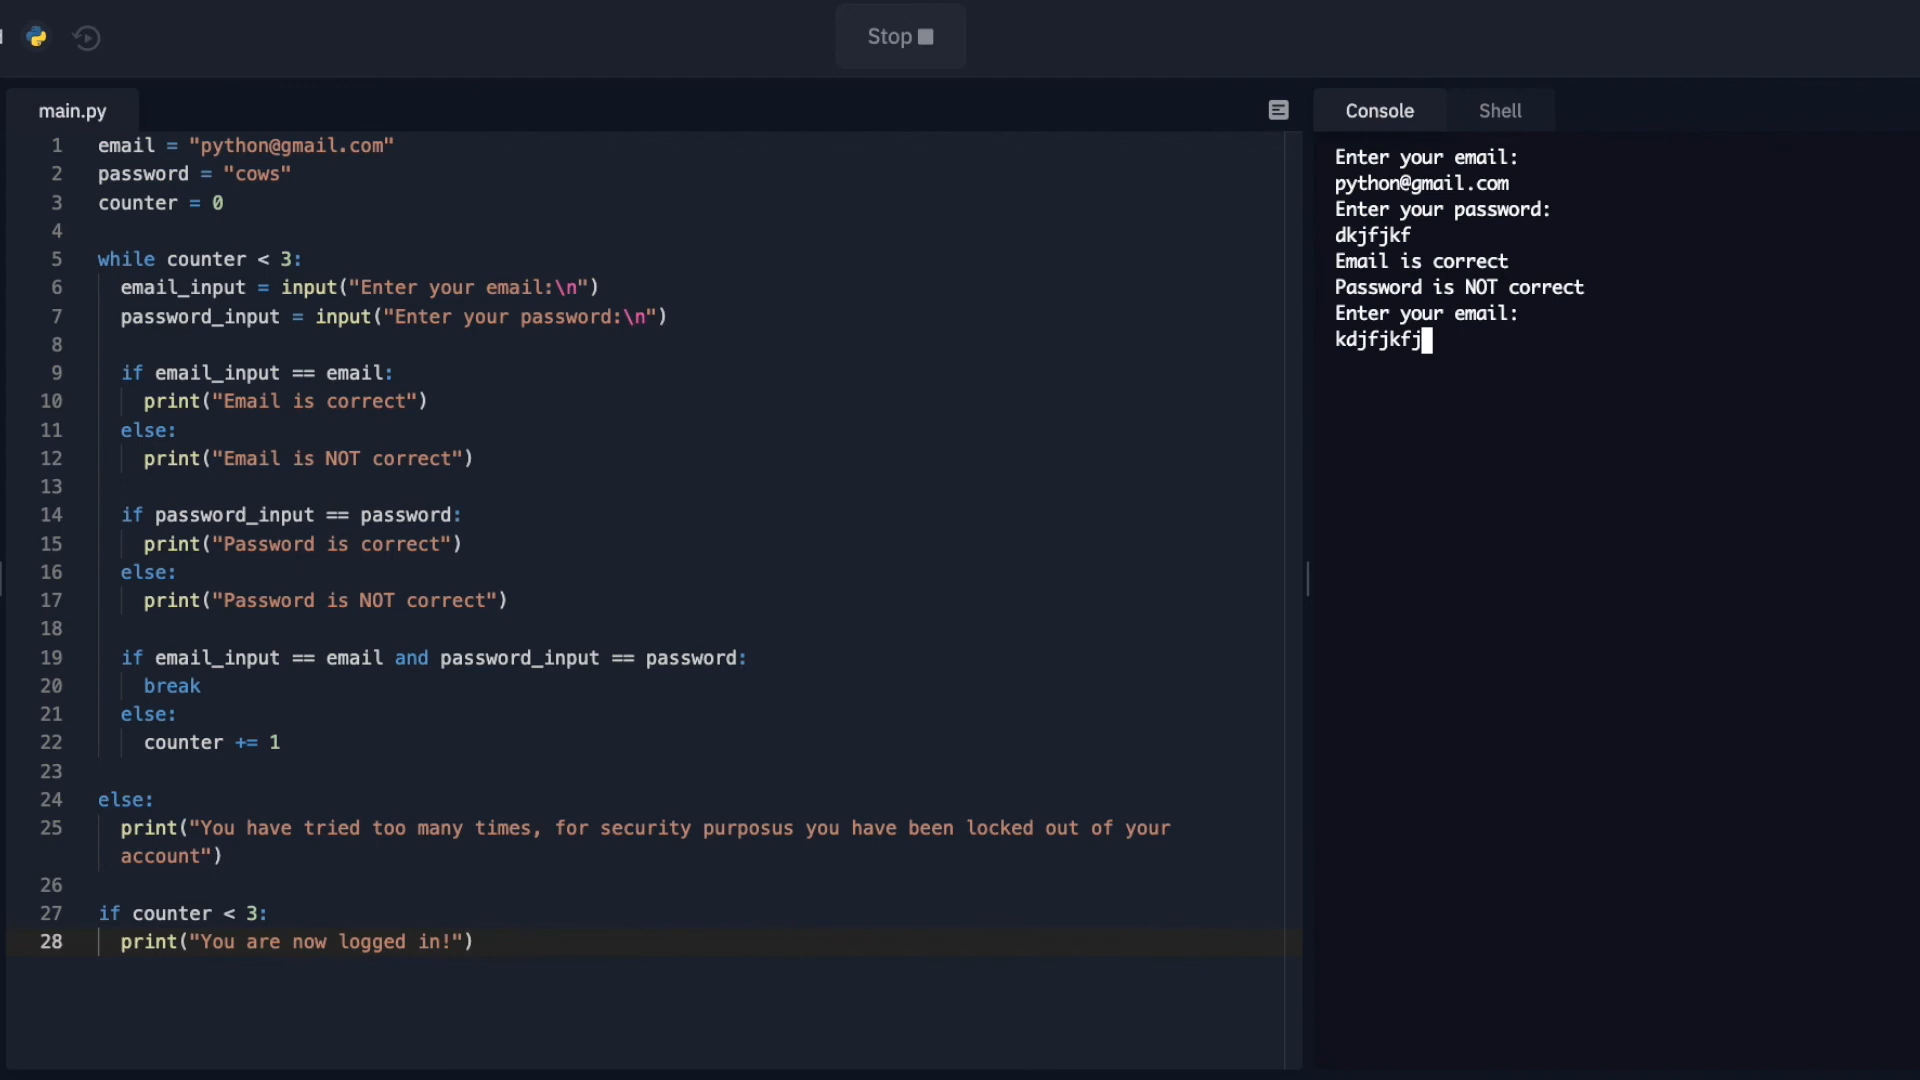 Stop
main.py
Console Shell
1 email = "python@gmail.com"
2 password = "cows"
3 counter = 0
4
5 while counter < 3:
6 email_input = input("Enter your email:\n")
7 password_input = input("Enter your password:\n")
8
9 if email_input == email:
10 print("Email is correct")
11 else:
12 print("Email is NOT correct")
13
14 if password_input == password:
15 print("Password is correct")
16 else:
17 print("Password is NOT correct")
18
19 if email_input == email and password_input == password:
20 break
21 else:
22 counter += 1
23
24 else:
25 print("You have tried too many times, for security purposus you have been locked out of your
account")
26
27 if counter < 3:
28 print("You are now logged in!")
Enter your email:
python@gmail.com
Enter your password:
dkjfjkf
Email is correct
Password is NOT correct
Enter your email:
kdjfjkfj